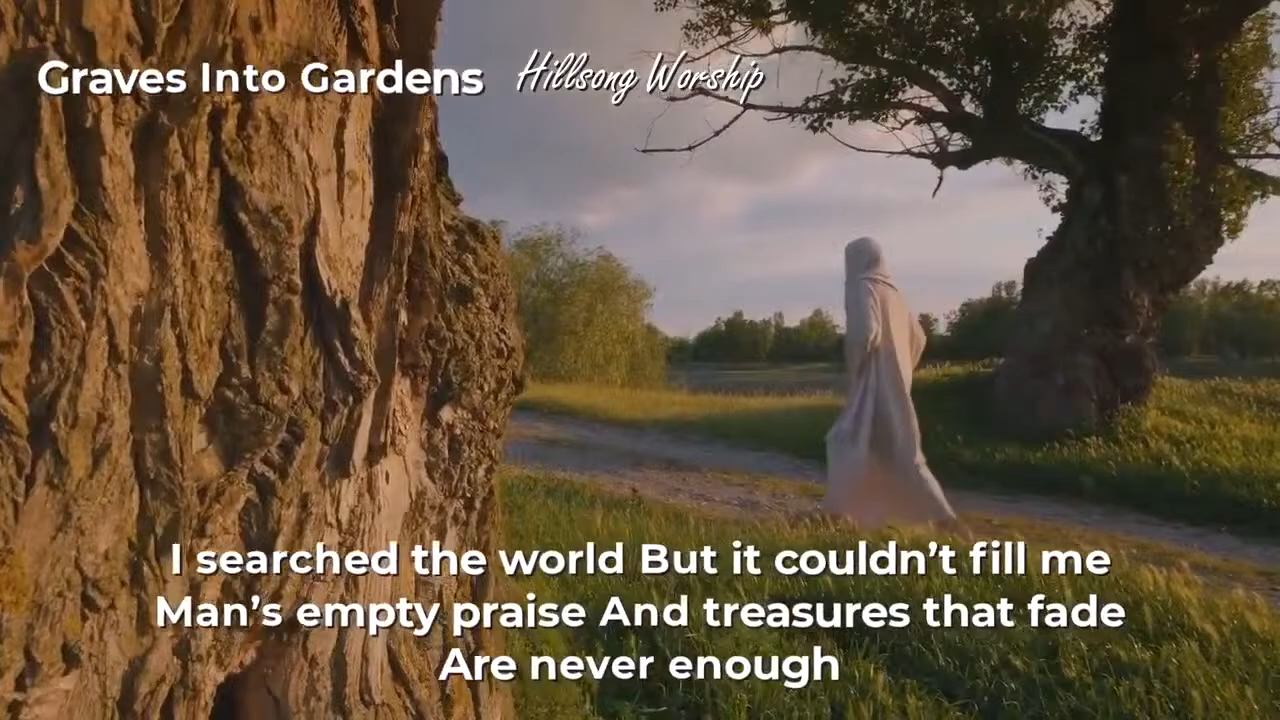 Graves Into Gardens Hillsong Worship
I searched the world But it couldn’t fill me
Man’s empty praise And treasures that fade
Are never enough